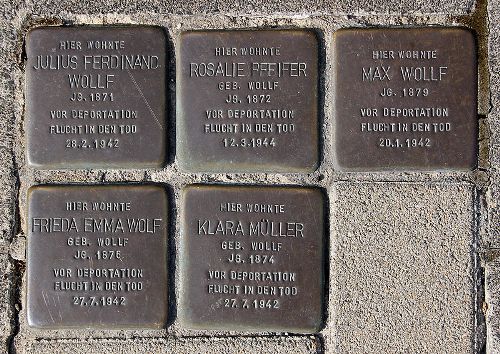 HIER WOHNTE
JULIUS FERDINAND
WOLLF
JG. 1871
VOR DEPORTATION
FLUCHT IN DEN TOD
28.2.1942
HIER WOHNTE
ROSALIE PFEIFER
GEB. WOLLF
JG. 1872
VOR DEPORTATION
FLUCHT IN DEN TOD
12.3.1944
HIER WOHNTE
MAX WOLLF
JG. 1879
VOR DEPORTATION
FLUCHT IN DEN TOD
20.1.1942
HIER WOHNTE
FRIEDA EMMA WOLF
GEB. WOLLF
JG. 1876
VOR DEPORTATION
FLUCHT IN DEN TOD
27.7.1942
HIER WOHNTE
KLARA MÜLLER
GEB. WOLLF
JG. 1874
VOR DEPORTATION
FLUCHT IN DEN TOD
27.7.1942